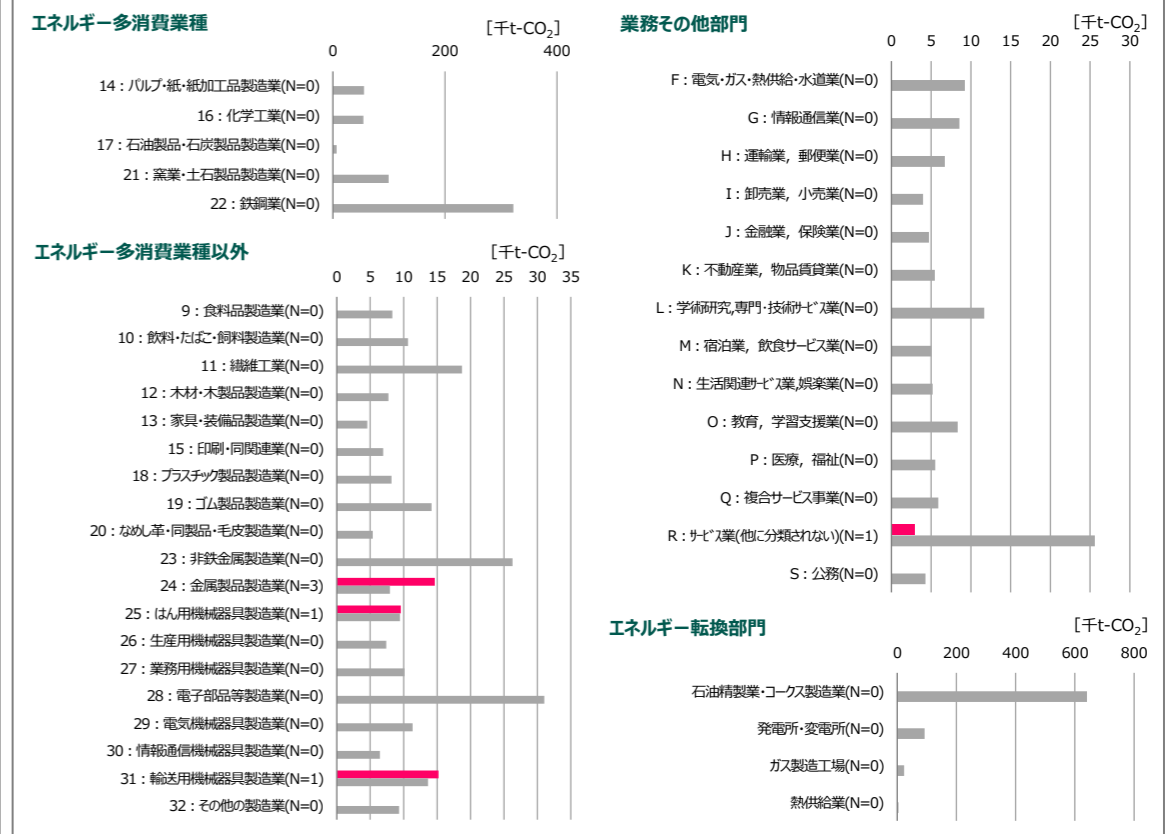 エネルギー多消費業種
[千t-CO2]
0 200 400
14：パルプ・紙・紙加工品製造業(N=0)
16：化学工業(N=0)
17：石油製品・石炭製品製造業(N=0)
21：窯業・土石製品製造業(N=0)
22：鉄鋼業(N=0)
エネルギー多消費業種以外
[千t-CO2]
0 5 10 15 20 25 30 35
9：食料品製造業(N=0)
10：飲料・たばこ・飼料製造業(N=0)
11：繊維工業(N=0)
12：木材・木製品製造業(N=0)
13：家具・装備品製造業(N=0)
15：印刷・同関連業(N=0)
18：プラスチック製品製造業(N=0)
19：ゴム製品製造業(N=0)
20：なめし革・同製品・毛皮製造業(N=0)
23：非鉄金属製造業(N=0)
24：金属製品製造業(N=3)
25：はん用機械器具製造業(N=1)
26：生産用機械器具製造業(N=0)
27：業務用機械器具製造業(N=0)
28：電子部品等製造業(N=0)
29：電気機械器具製造業(N=0)
30：情報通信機械器具製造業(N=0)
31：輸送用機械器具製造業(N=1)
32：その他の製造業(N=0)
業務その他部門
[千t-CO2]
0 5 10 15 20 25 30
F：電気・ガス・熱供給・水道業(N=0)
G：情報通信業(N=0)
H：運輸業，郵便業(N=0)
I：卸売業，小売業(N=0)
J：金融業，保険業(N=0)
K：不動産業，物品賃貸業(N=0)
L：学術研究,専門・技術サービス業(N=0)
M：宿泊業，飲食サービス業(N=0)
N：生活関連サービス業,娯楽業(N=0)
O：教育，学習支援業(N=0)
P：医療，福祉(N=0)
Q：複合サービス事業(N=0)
R：サービス業(他に分類されない)(N=1)
S：公務(N=0)
エネルギー転換部門
[千t-CO2]
0 200 400 600 800
石油精製業・コークス製造業(N=0)
発電所・変電所(N=0)
ガス製造工場(N=0)
熱供給業(N=0)